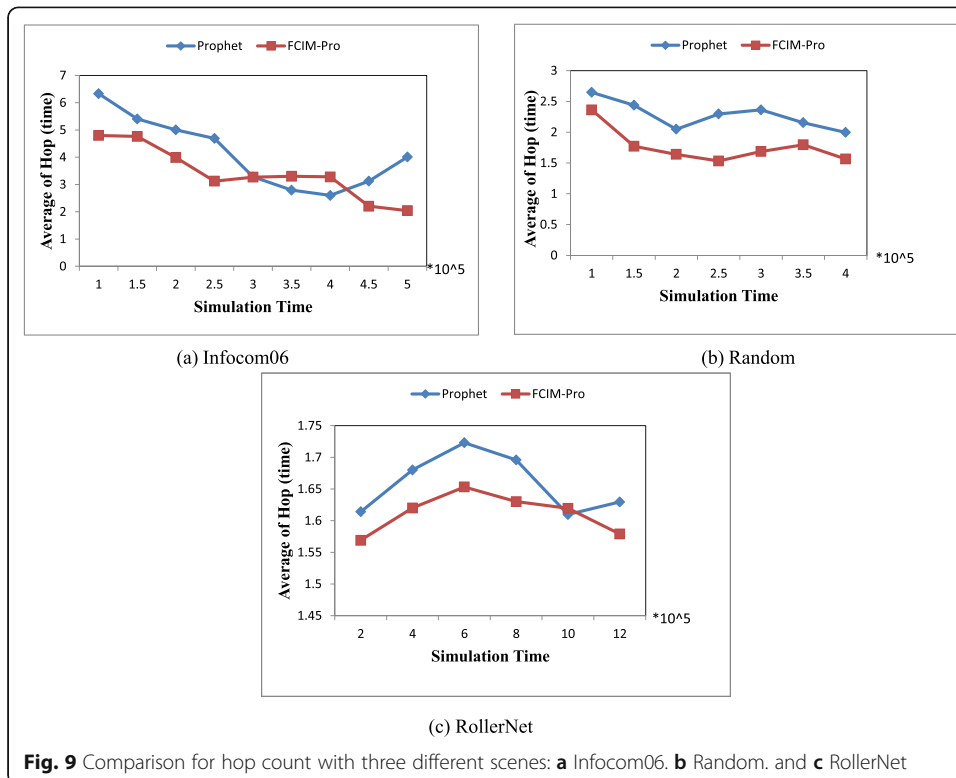 Prophet FCIM-Pro
7
6
5
4
3
2
1
0
Average of Hop (time)
1 1.5 2 2.5 3 3.5 4 4.5 5
*10^5
Simulation Time
(a) Infocom06
Prophet FCIM-Pro
3
2.5
2
1.5
1
0.5
0
Average of Hop (time)
1 1.5 2 2.5 3 3.5 4
*10^5
Simulation Time
(b) Random
Prophet FCIM-Pro
1.75
1.7
1.65
1.6
1.55
1.5
1.45
Average of Hop (time)
2 4 6 8 10 12
*10^5
Simulation Time
(c) RollerNet
Fig. 9 Comparison for hop count with three different scenes: a Infocom06. b Random. and c RollerNet